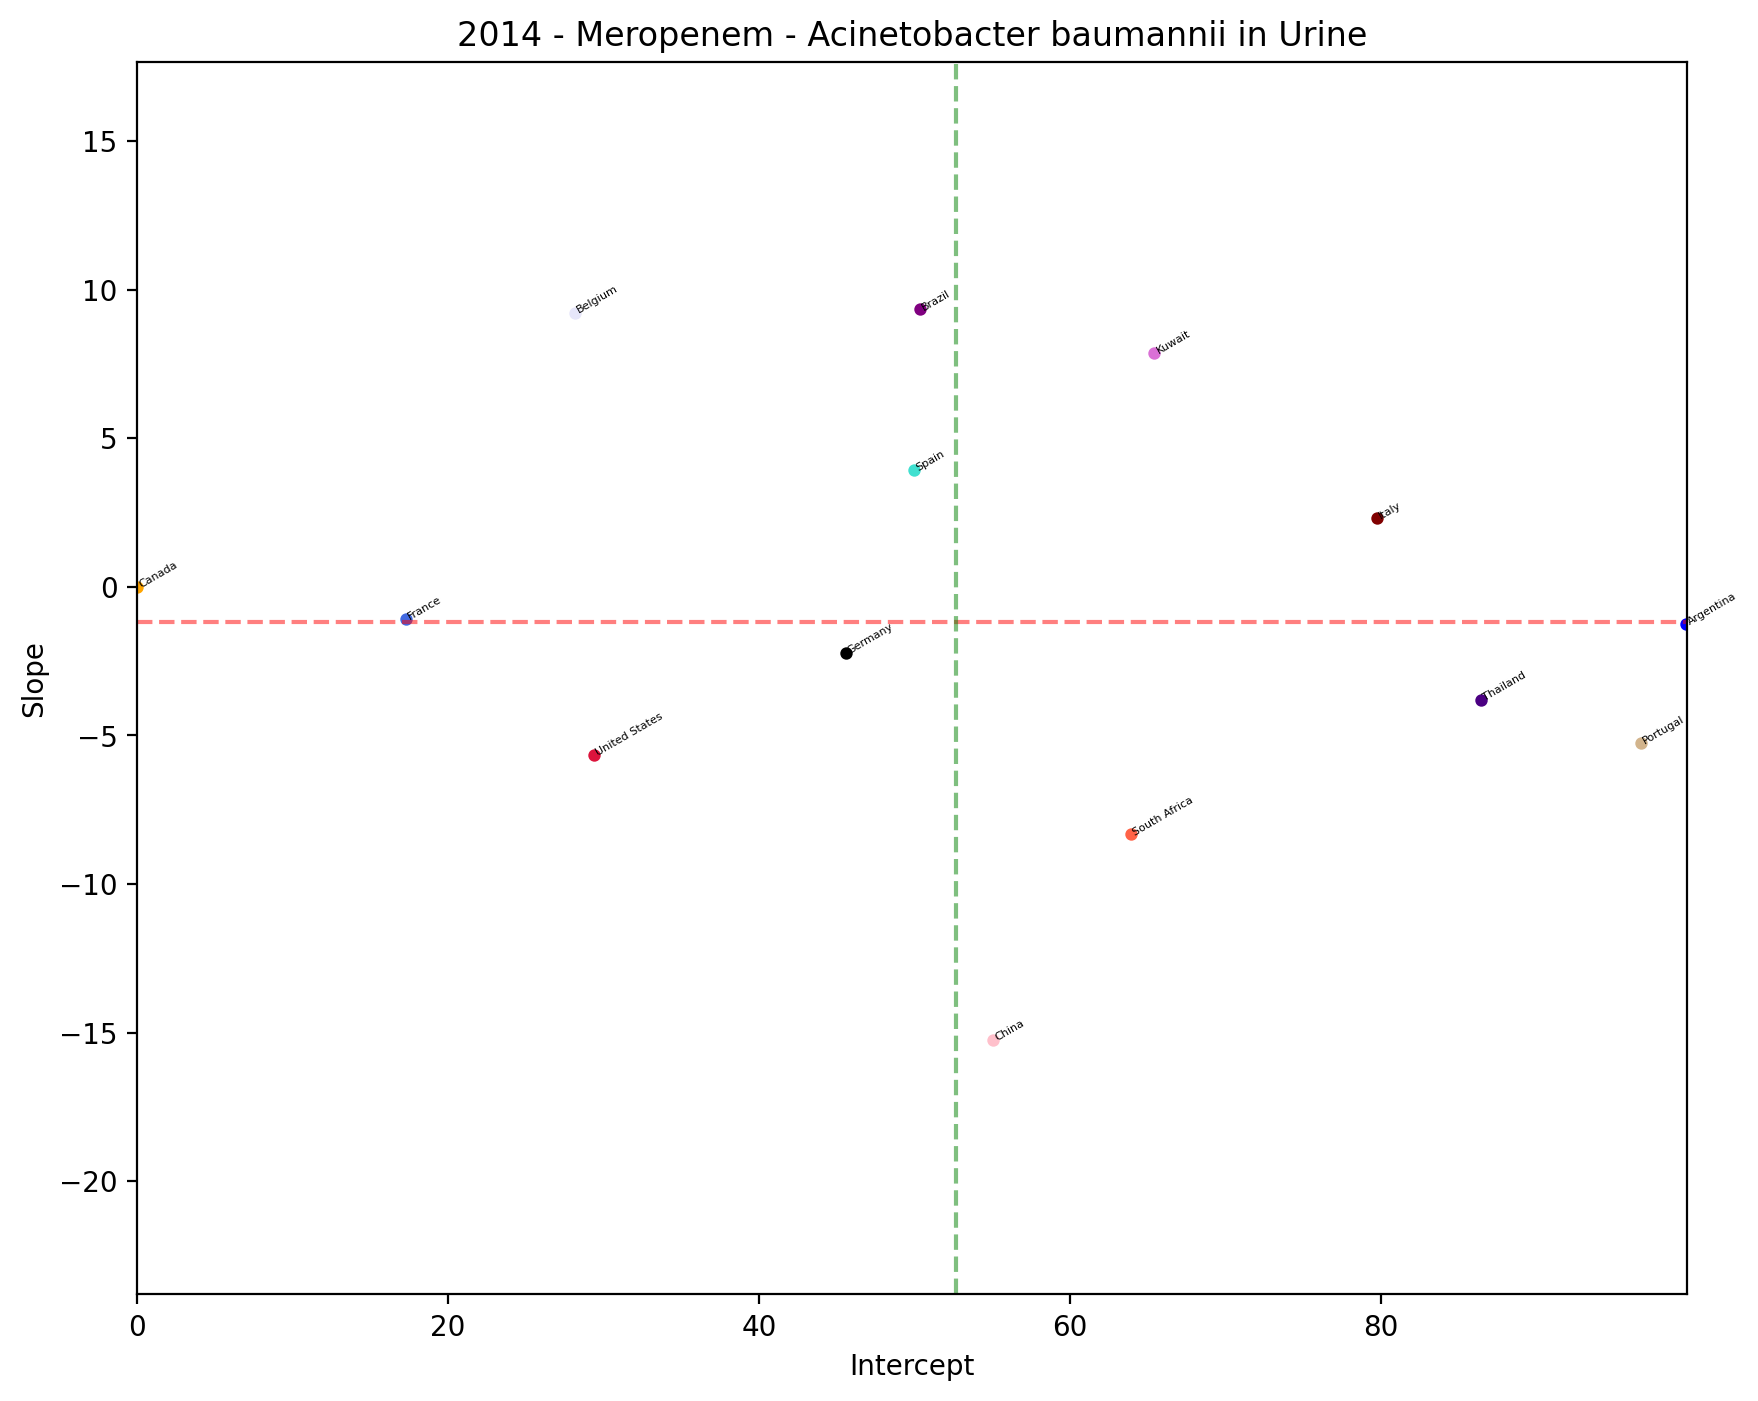 2014 - Meropenem - Acinetobacter baumannii in Urine
15
10
5
0
−5
−10
−15
−20
Slope
Belgium
Brazil
Kuwait
Spain
Italy
Canada
France
Argentina
Germany
Thailand
United States
Portugal
South Africa
China
0
20
40
60
80
Intercept